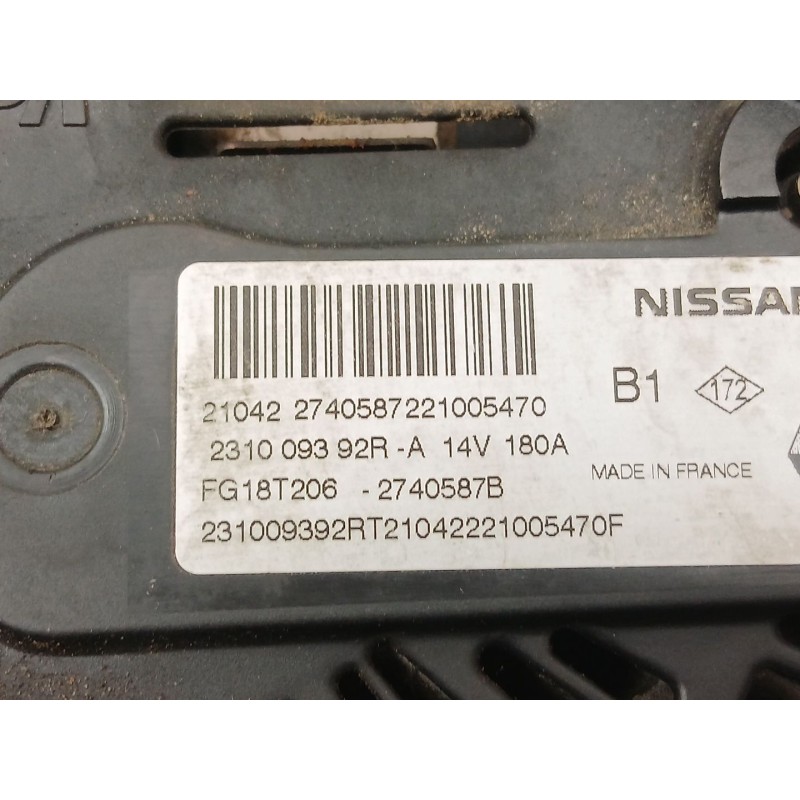 NISSA
21042 2740587221005470
B1
172
2310 093 92R -A 14V 180A
FG18T206 - 2740587B
MADE IN FRANCE
231009392RT21042221005470F